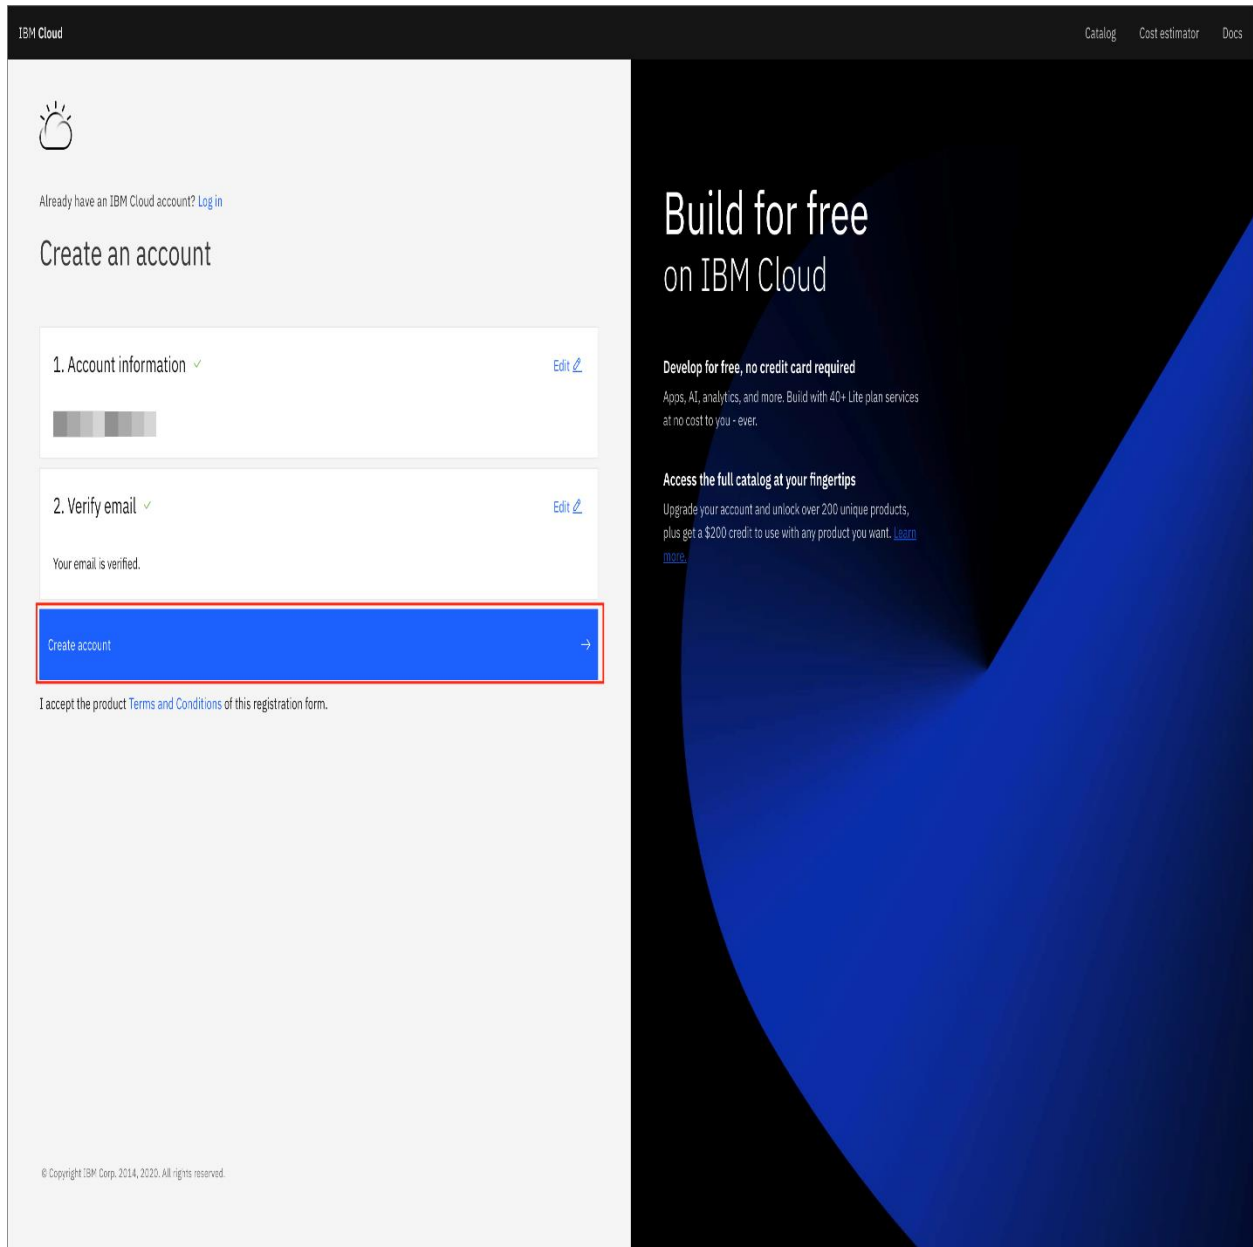 IBM Cloud
Catalog Cost estimator Docs
Already have an IBM Cloud account? Log in
Create an account
1. Account information
Edit
2. Verify email
Edit
Your email is verified.
Create account
I accept the product Terms and Conditions of this registration form.
© Copyright IBM Corp. 2014, 2020. All rights reserved.
Build for free
on IBM Cloud
Develop for free, no credit card required
Apps, AI, analytics, and more. Build with 40+ Lite plan services
at no cost to you - ever.
Access the full catalog at your fingertips
Upgrade your account and unlock over 200 unique products,
plus get a $200 credit to use with any product you want. Learn
more.